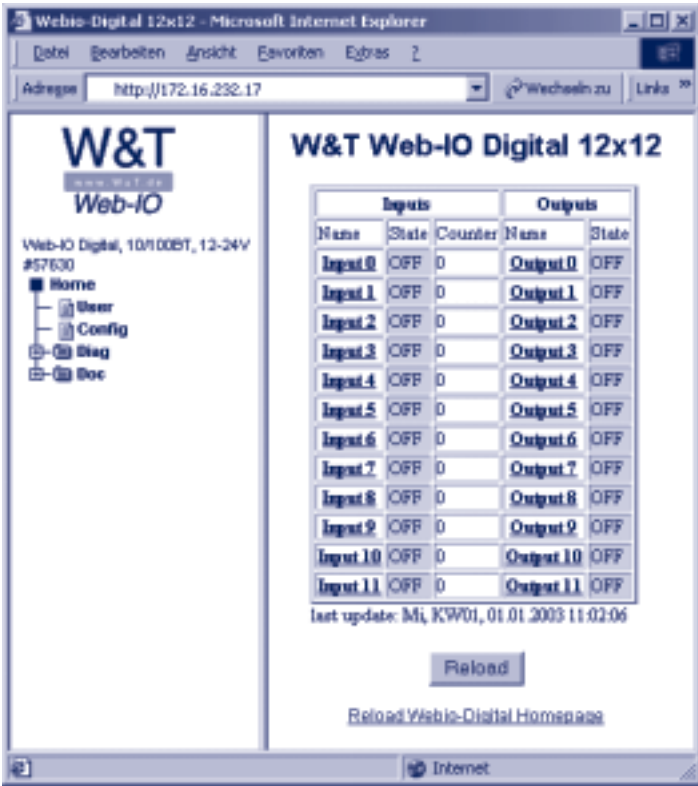 Webio-Digital 12x12 - Microsoft Internet Explorer
Datei Bearbeiten Ansicht Favoriten Extras ?
Adresse http://172.16.232.17 Wechseln zu Links »
W&T
www.WuT.de
Web-IO
Web-IO Digital, 10/100BT, 12-24V
#57630
Home
User
Config
Diag
Doc
W&T Web-IO Digital 12x12
Inputs Outputs
Name State Counter Name State
Input 0 OFF 0 Output 0 OFF
Input 1 OFF 0 Output 1 OFF
Input 2 OFF 0 Output 2 OFF
Input 3 OFF 0 Output 3 OFF
Input 4 OFF 0 Output 4 OFF
Input 5 OFF 0 Output 5 OFF
Input 6 OFF 0 Output 6 OFF
Input 7 OFF 0 Output 7 OFF
Input 8 OFF 0 Output 8 OFF
Input 9 OFF 0 Output 9 OFF
Input 10 OFF 0 Output 10 OFF
Input 11 OFF 0 Output 11 OFF
last update: Mi, KW01, 01.01.2003 11:02:06
Reload
Reload Webio-Digital Homepage
Internet